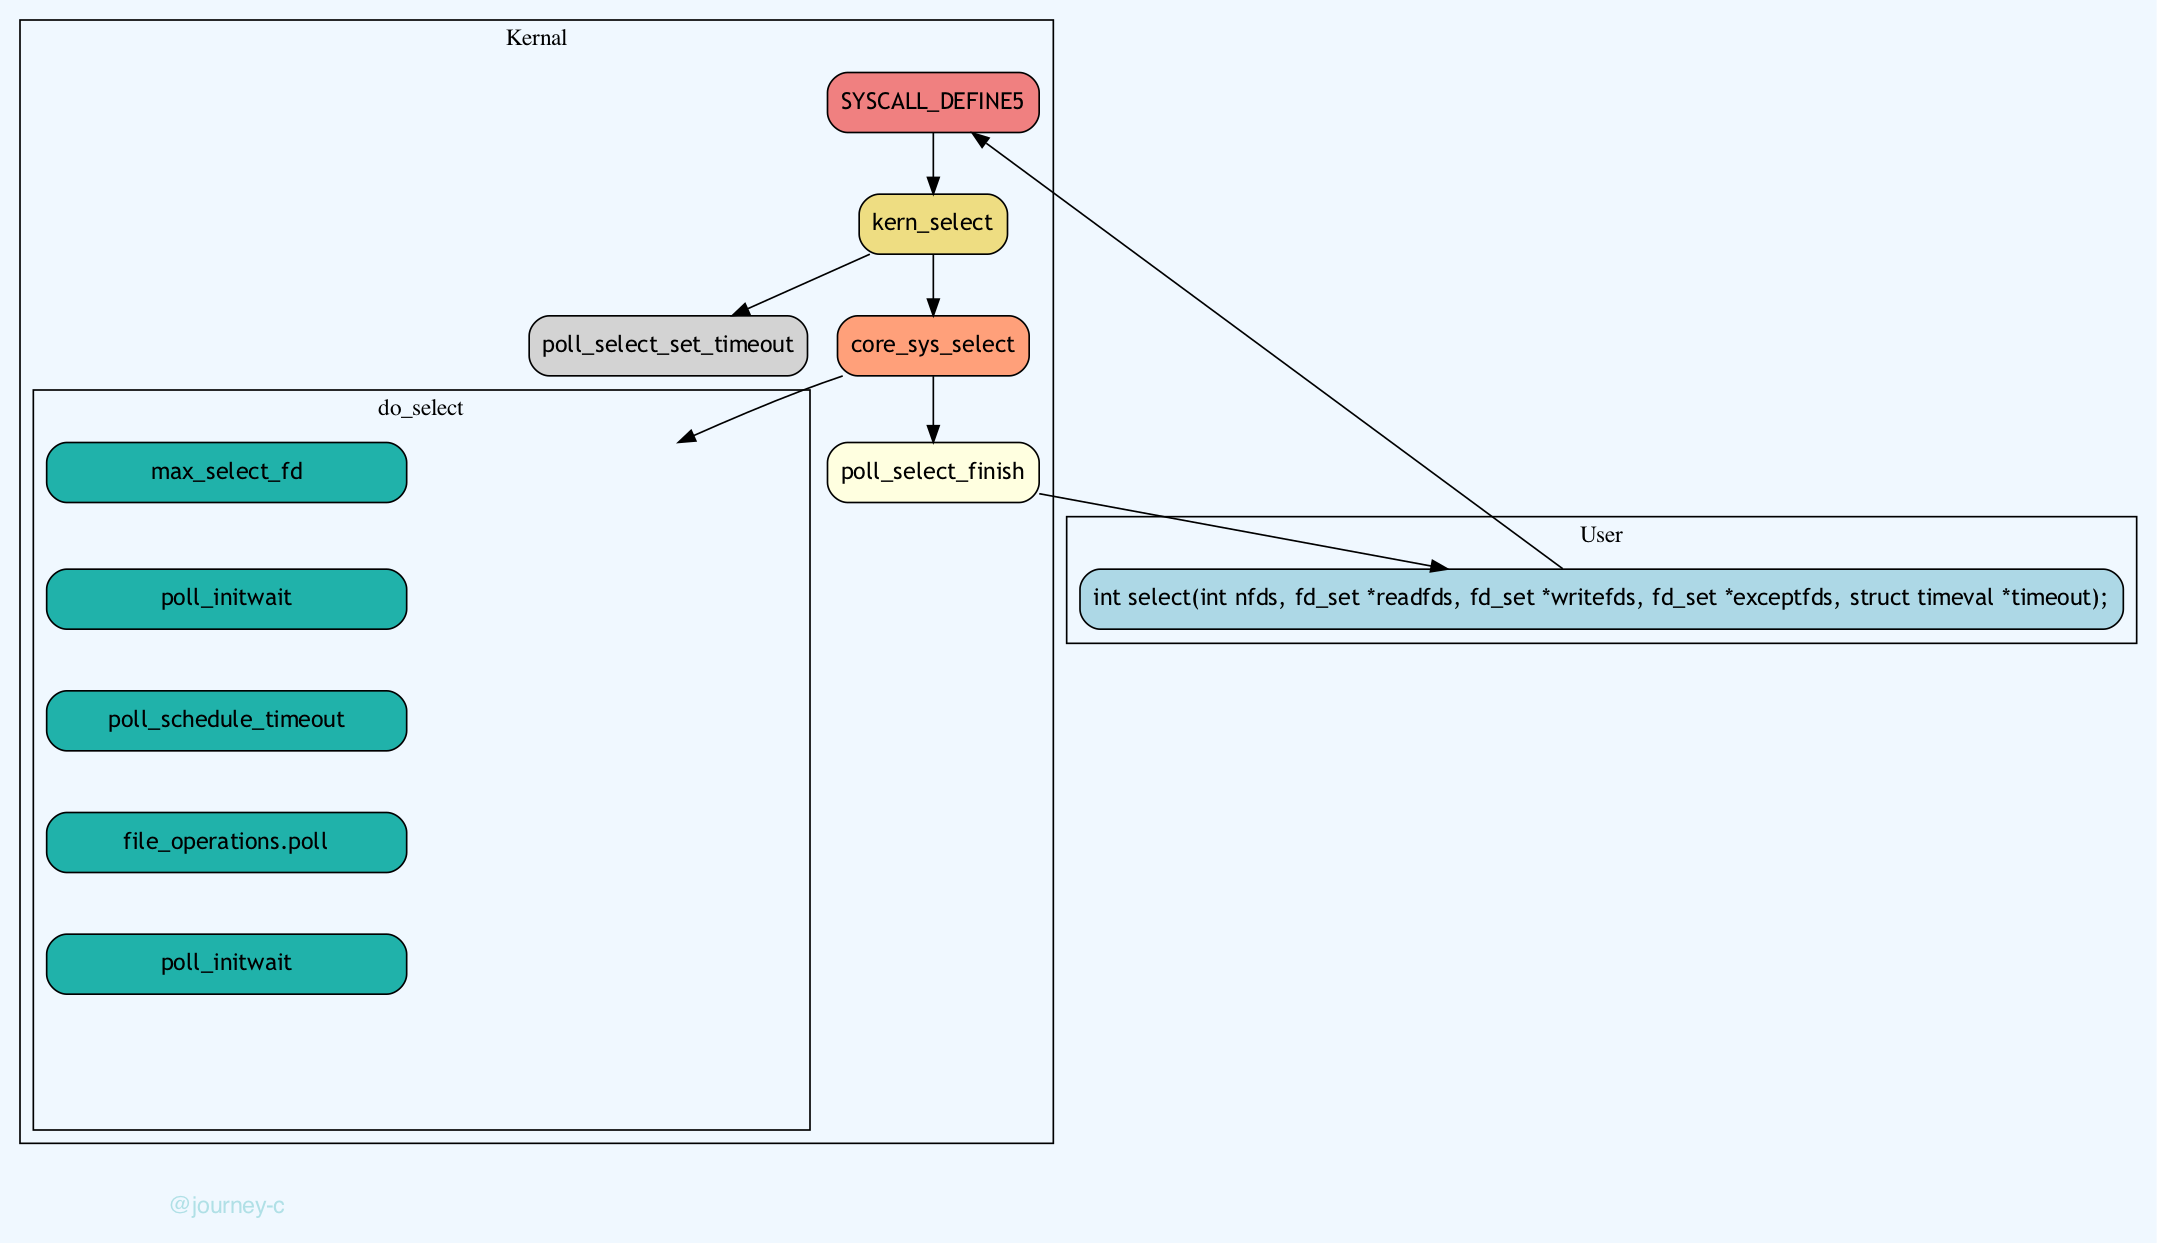 Kernal
SYSCALL_DEFINE5
kern_select
poll_select_set_timeout
core_sys_select
do_select
max_select_fd
poll_select_finish
User
poll_initwait
int select(int nfds, fd_set *readfds, fd_set *writefds, fd_set *exceptfds, struct timeval *timeout);
poll_schedule_timeout
file_operations.poll
poll_initwait
@journey-c